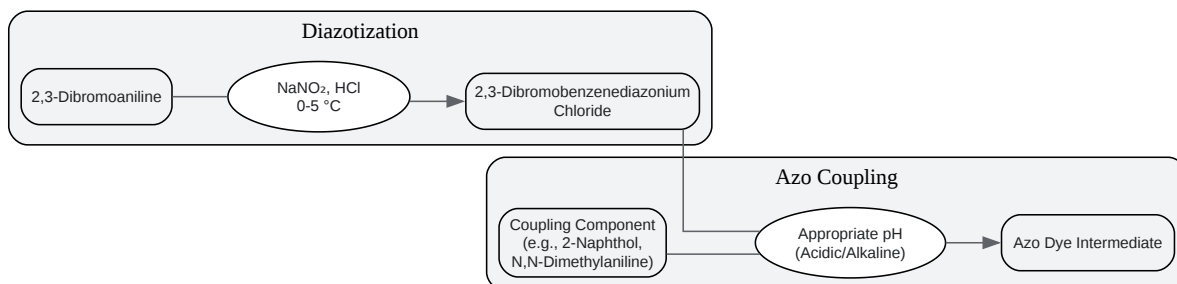 Diazotization
2,3-Dibromoaniline
NaNO₂, HCl
0-5 °C
2,3-Dibromobenzenediazonium
Chloride
Azo Coupling
Coupling Component
(e.g., 2-Naphthol,
N,N-Dimethylaniline)
Appropriate pH
(Acidic/Alkaline)
Azo Dye Intermediate